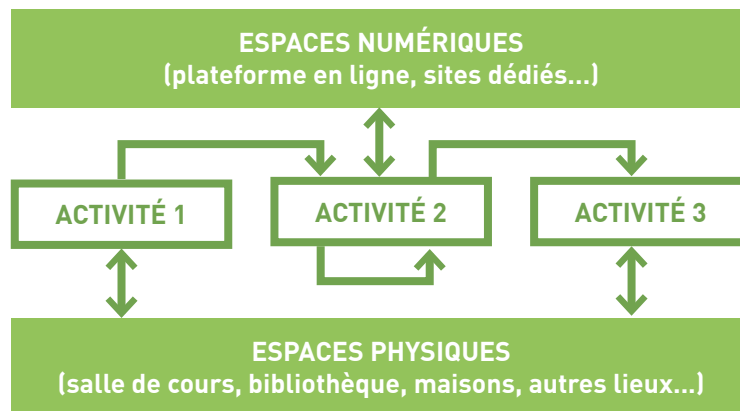 ESPACES NUMÉRIQUES
(plateforme en ligne, sites dédiés...)
ACTIVITÉ 1
ACTIVITÉ 2
ACTIVITÉ 3
ESPACES PHYSIQUES
(salle de cours, bibliothèque, maisons, autres lieux...)